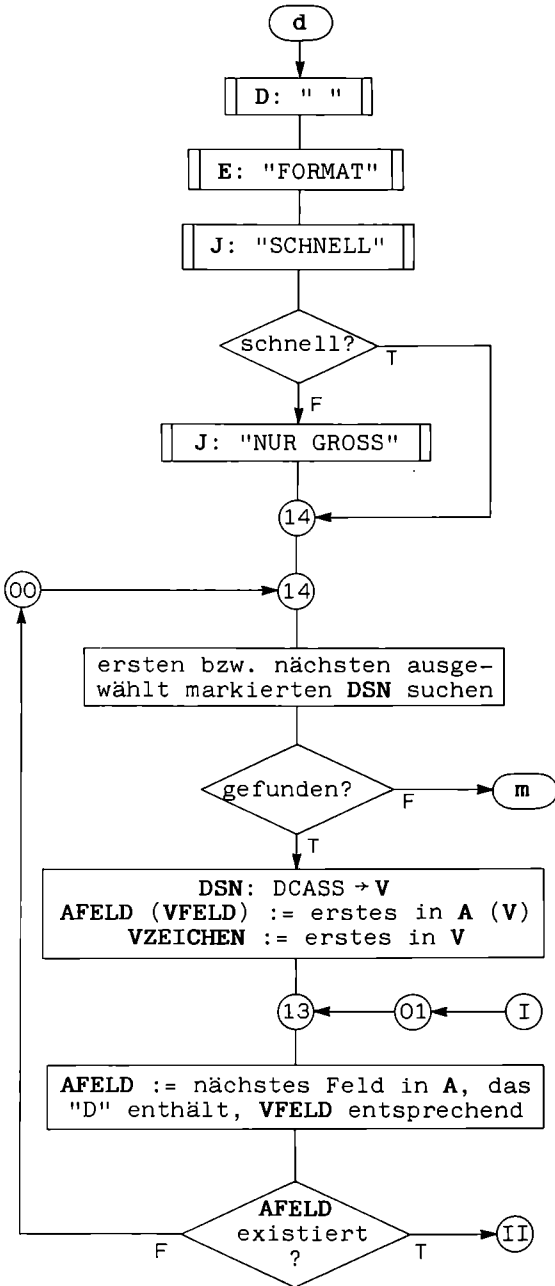 d
D: " "
E: "FORMAT"
J: "SCHNELL"
schnell?
T
F
J: "NUR GROSS"
14
00
14
ersten bzw. nächsten ausge-
wählt markierten DSN suchen
gefunden?
F
m
T
DSN: DCASS → V
AFELD (VFELD) := erstes in A (V)
VZEICHEN := erstes in V
13
01
I
AFELD := nächstes Feld in A, das
"D" enthält, VFELD entsprechend
AFELD
existiert
?
F
T
II